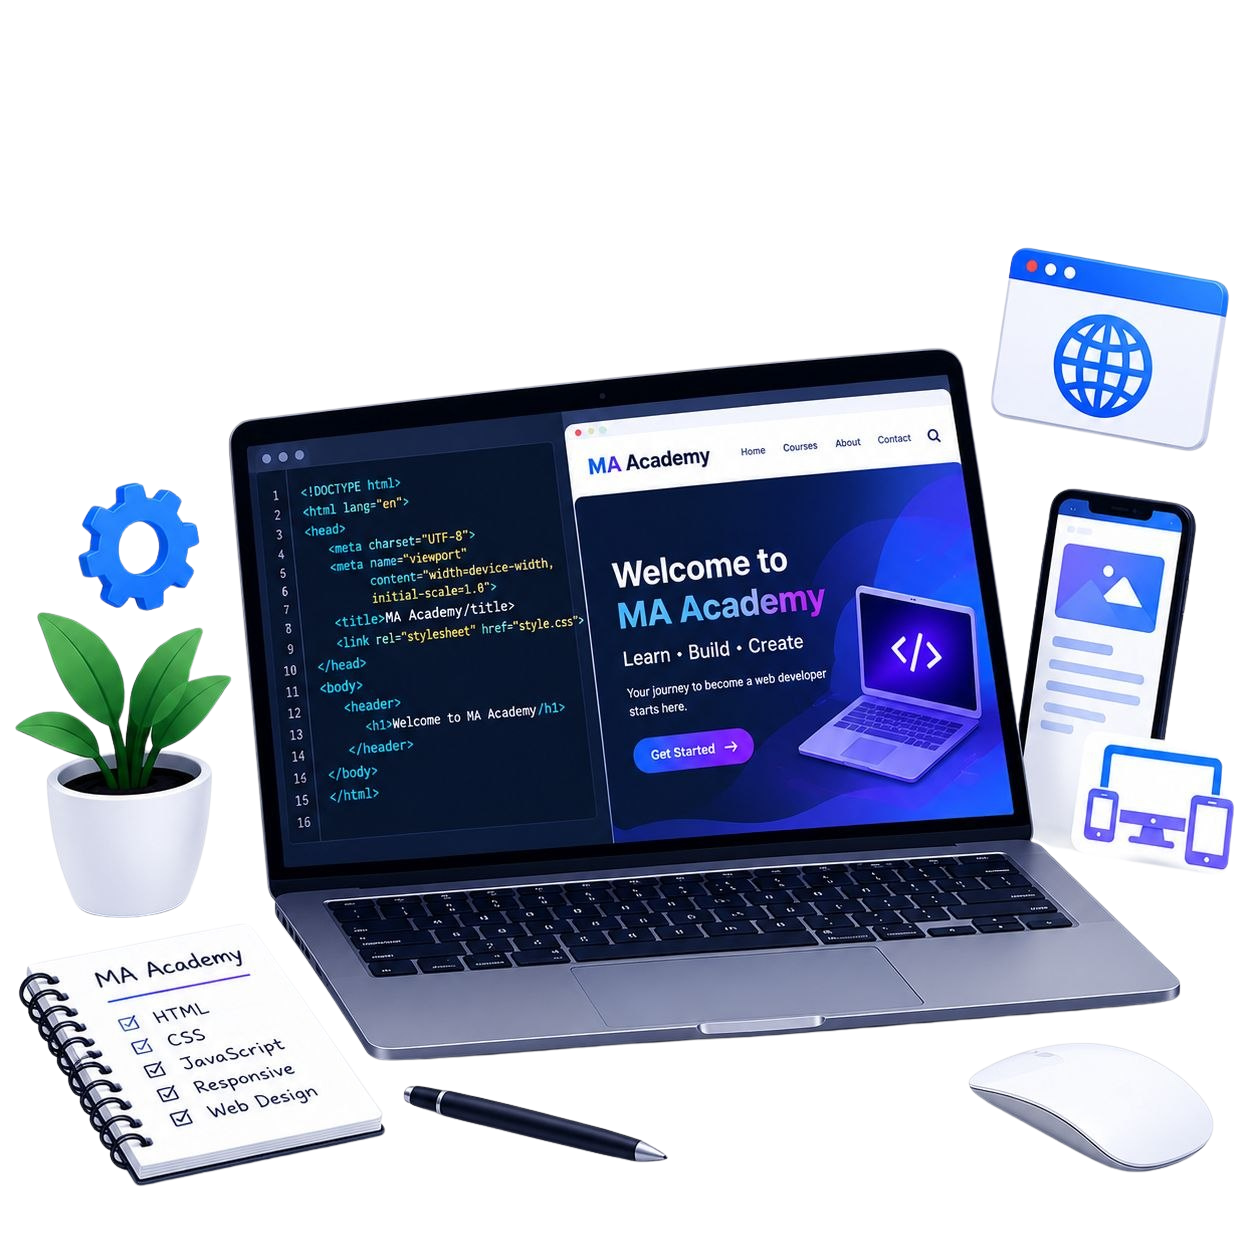 1 <!DOCTYPE html>
2 <html lang="en">
3 <head>
4 <meta charset="UTF-8">
5 <meta name="viewport"
6 content="width=device-width,
7 initial-scale=1.0">
8 <title>MA Academy/title>
9 <link rel="stylesheet" href="style.css">
10 </head>
11 <body>
12 <header>
13 <h1>Welcome to MA Academy/h1>
14 </header>
15 </body>
15 </html>
16
MA Academy
Home Courses About Contact
Welcome to
MA Academy
Learn • Build • Create
Your journey to become a web developer
starts here.
Get Started →
</>
MA Academy
☑ HTML
☑ CSS
☑ JavaScript
☑ Responsive
☑ Web Design